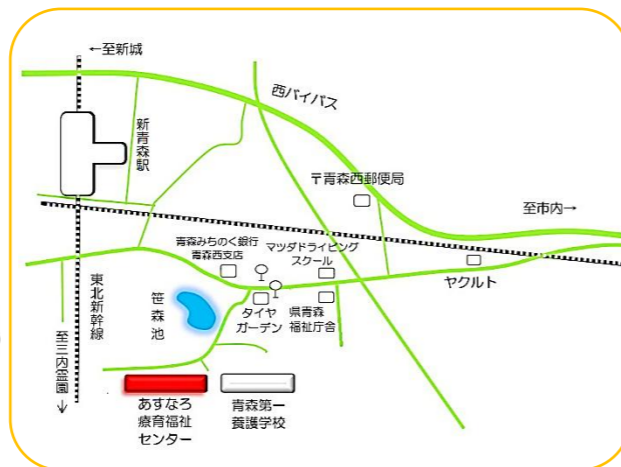 ←至新城
西バイパス
新青森駅
〒青森西郵便局
至市内→
青森みちのく銀行
青森西支店
マツダドライビング
スクール
ヤクルト
東北新幹線
笹森池
タイヤ
ガーデン
県青森
福祉庁舎
至三内霊園→
あすなろ
療育福祉
センター
青森第一
養護学校